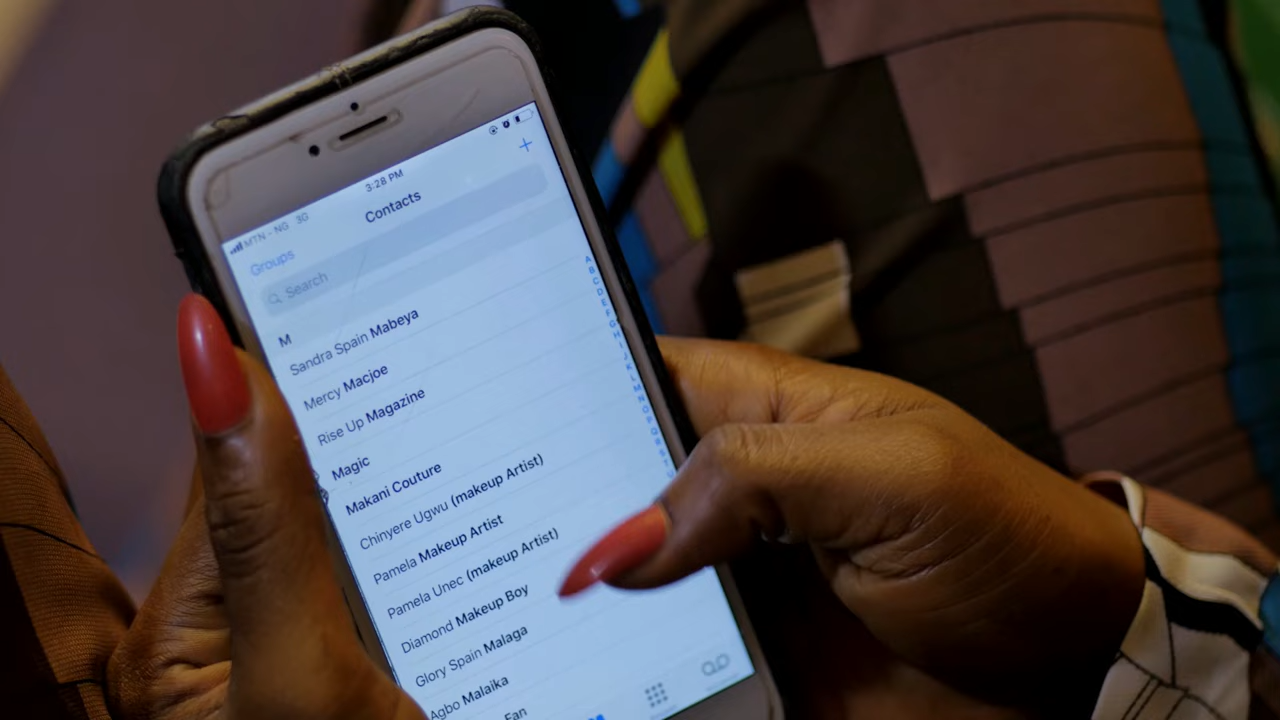 MTN - NG 3G
3:28 PM
Groups
Contacts
+
Search
M
Sandra Spain Mabeya
Mercy Macjoe
Rise Up Magazine
Magic
Makani Couture
Chinyere Ugwu (makeup Artist)
Pamela Makeup Artist
Pamela Unec (makeup Artist)
Diamond Makeup Boy
Glory Spain Malaga
Agbo Malaika
Fan
A
B
C
D
E
F
G
H
I
J
K
L
M
N
O
P
Q
R
S